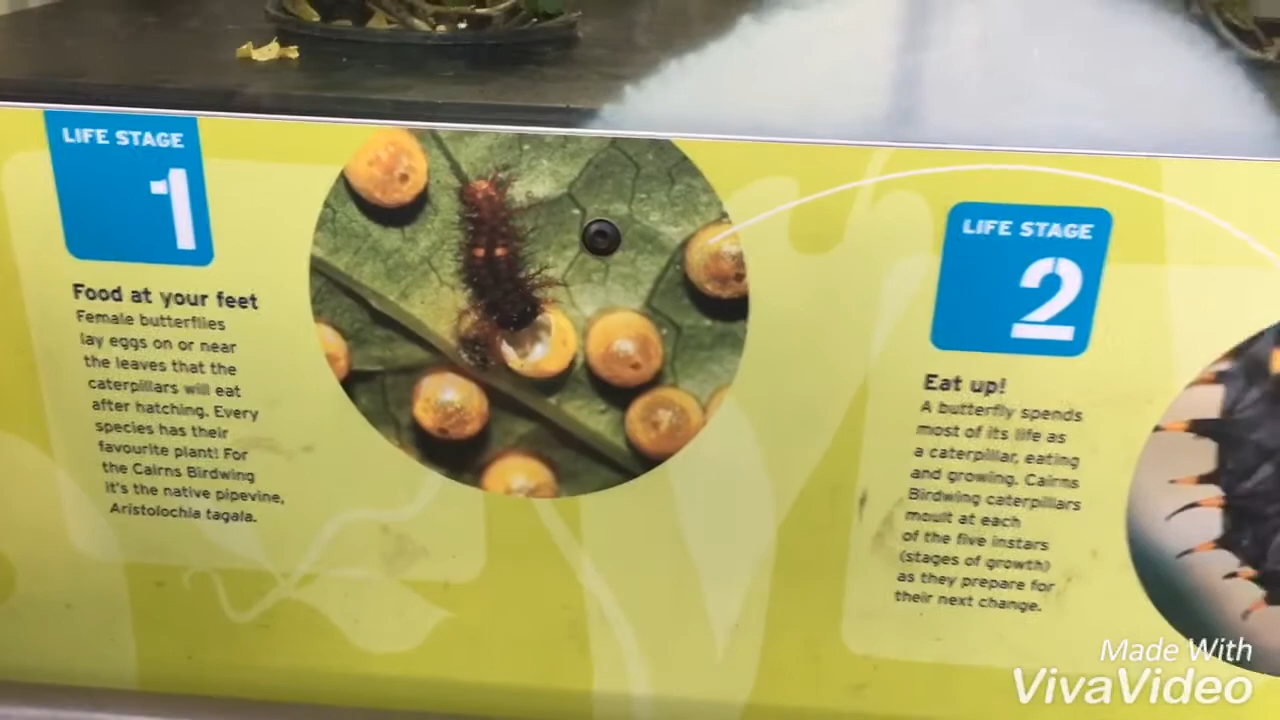 LIFE STAGE
1
Food at your feet
Female butterflies
lay eggs on or near
the leaves that the
caterpillars will eat
after hatching. Every
species has their
favourite plant! For
the Cairns Birdwing
it's the native pipevine,
Aristolochia tagala.
LIFE STAGE
2
Eat up!
A butterfly spends
most of its life as
a caterpillar, eating
and growing. Cairns
Birdwing caterpillars
moult at each
of the five instars
(stages of growth)
as they prepare for
their next change.
Made With
VivaVideo